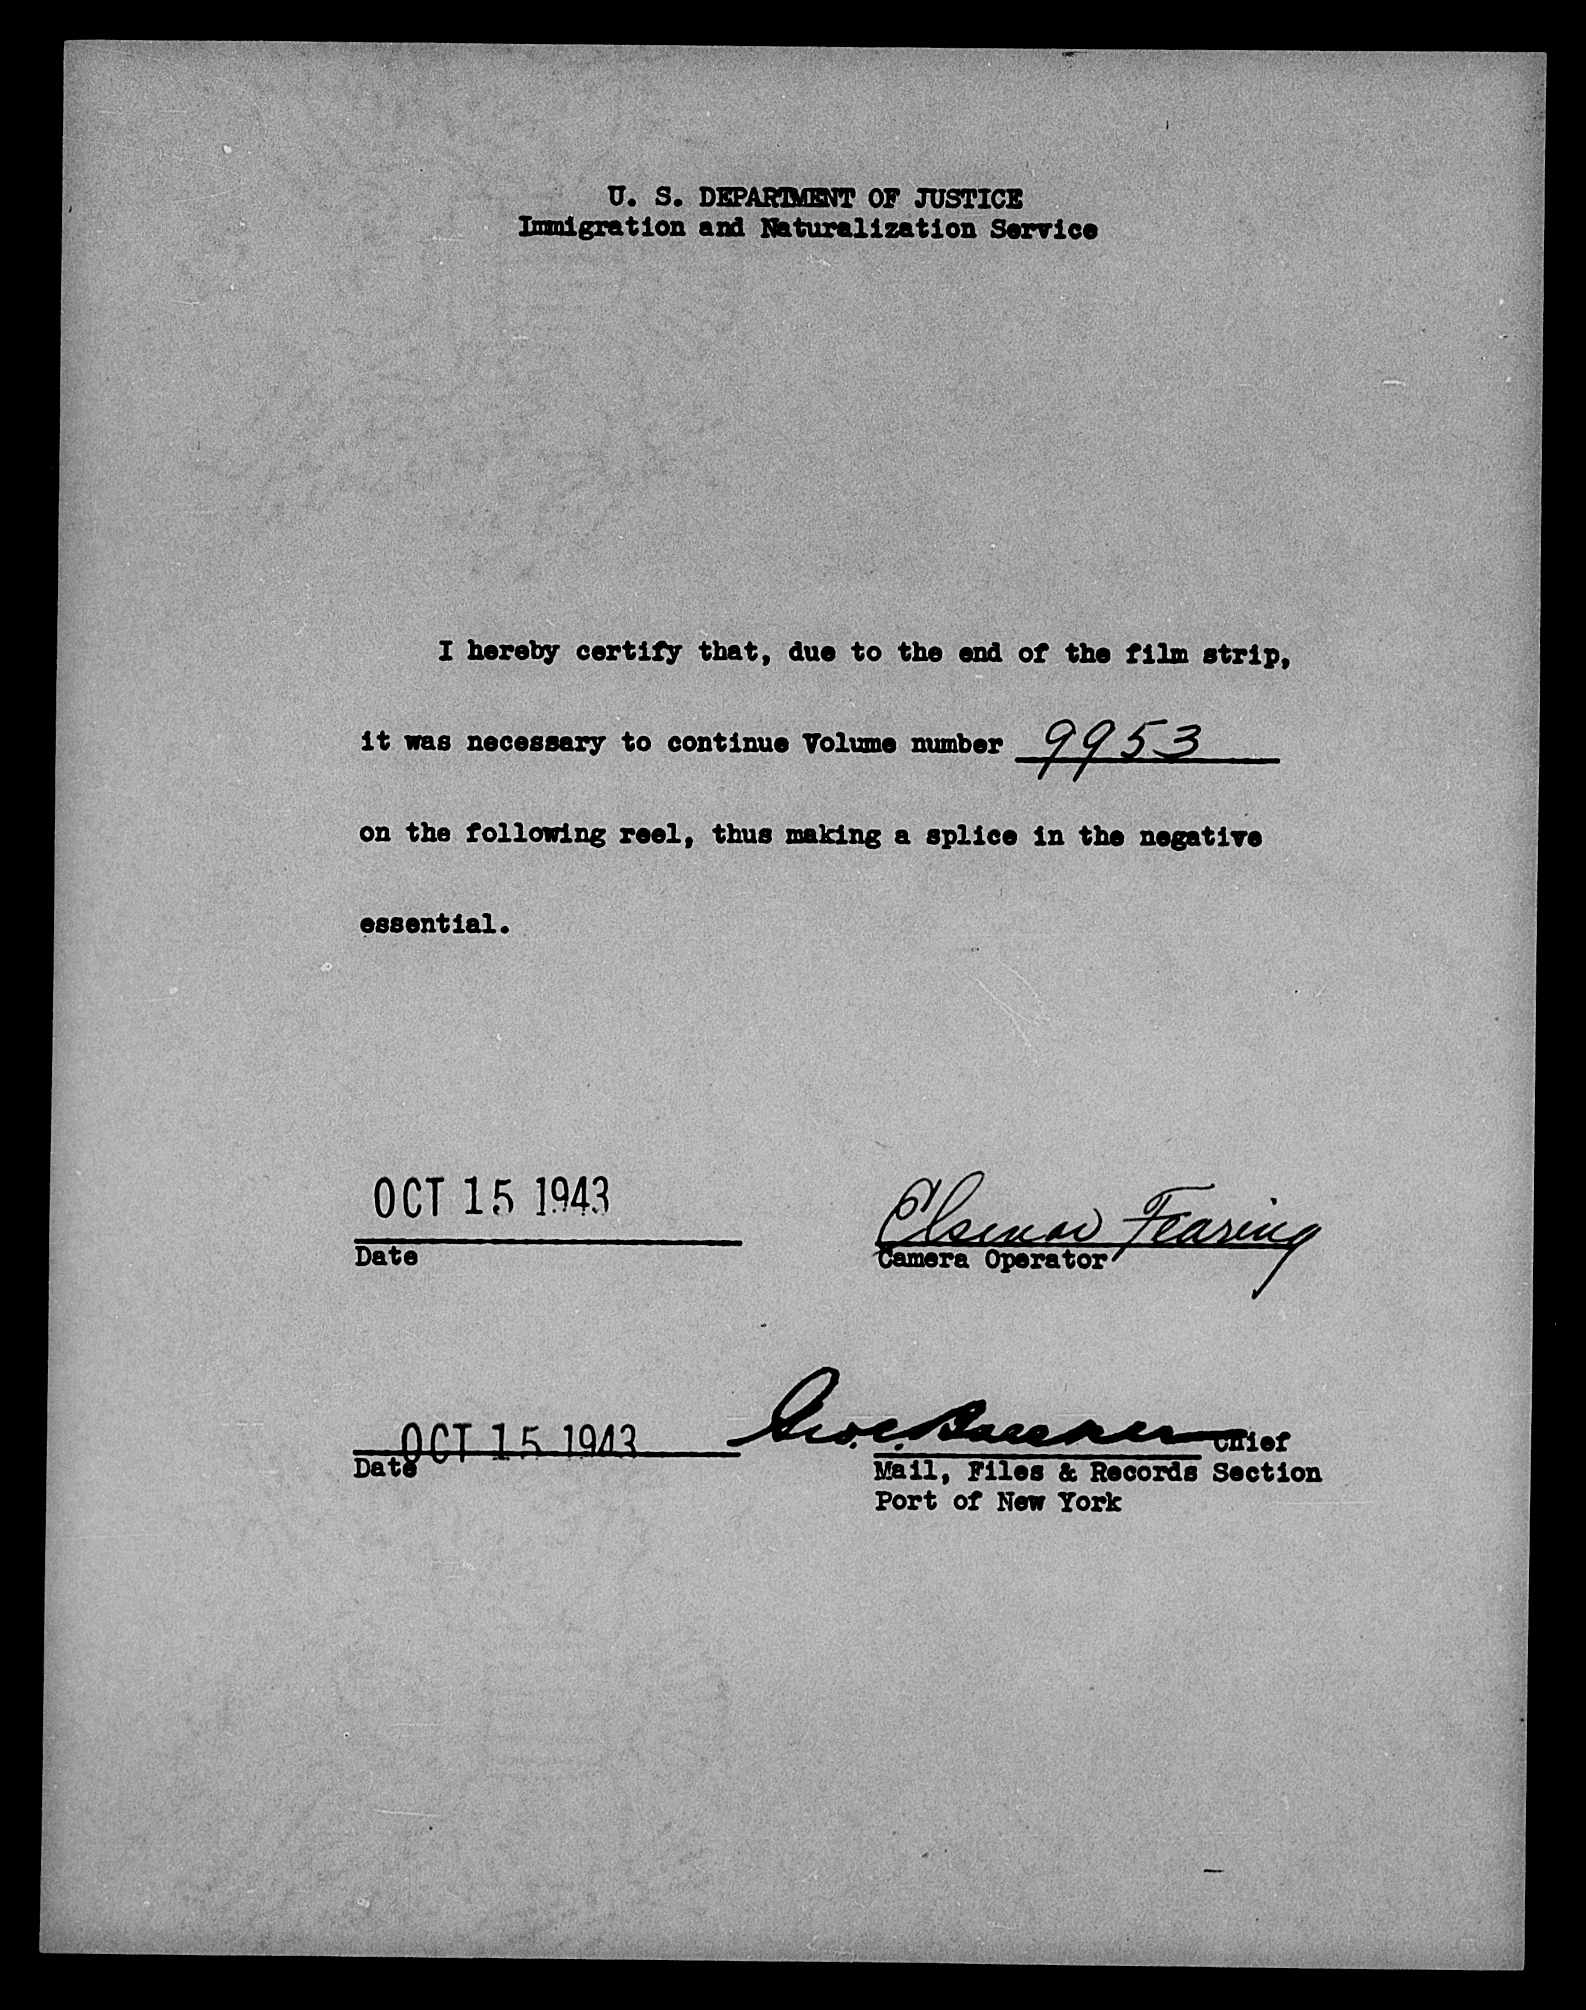 U. S. DEPARTMENT OF JUSTICE
Immigration and Naturalization Service
I hereby certify that, due to the end of the film strip,
it was necessary to continue Volume number 9953
on the following reel, thus making a splice in the negative
essential.
OCT 15 1943
Date
Fearing
Camera Operator
OCT 15 1943
Date
Geo. Chief
Mail, Files & Records Section
Port of New York